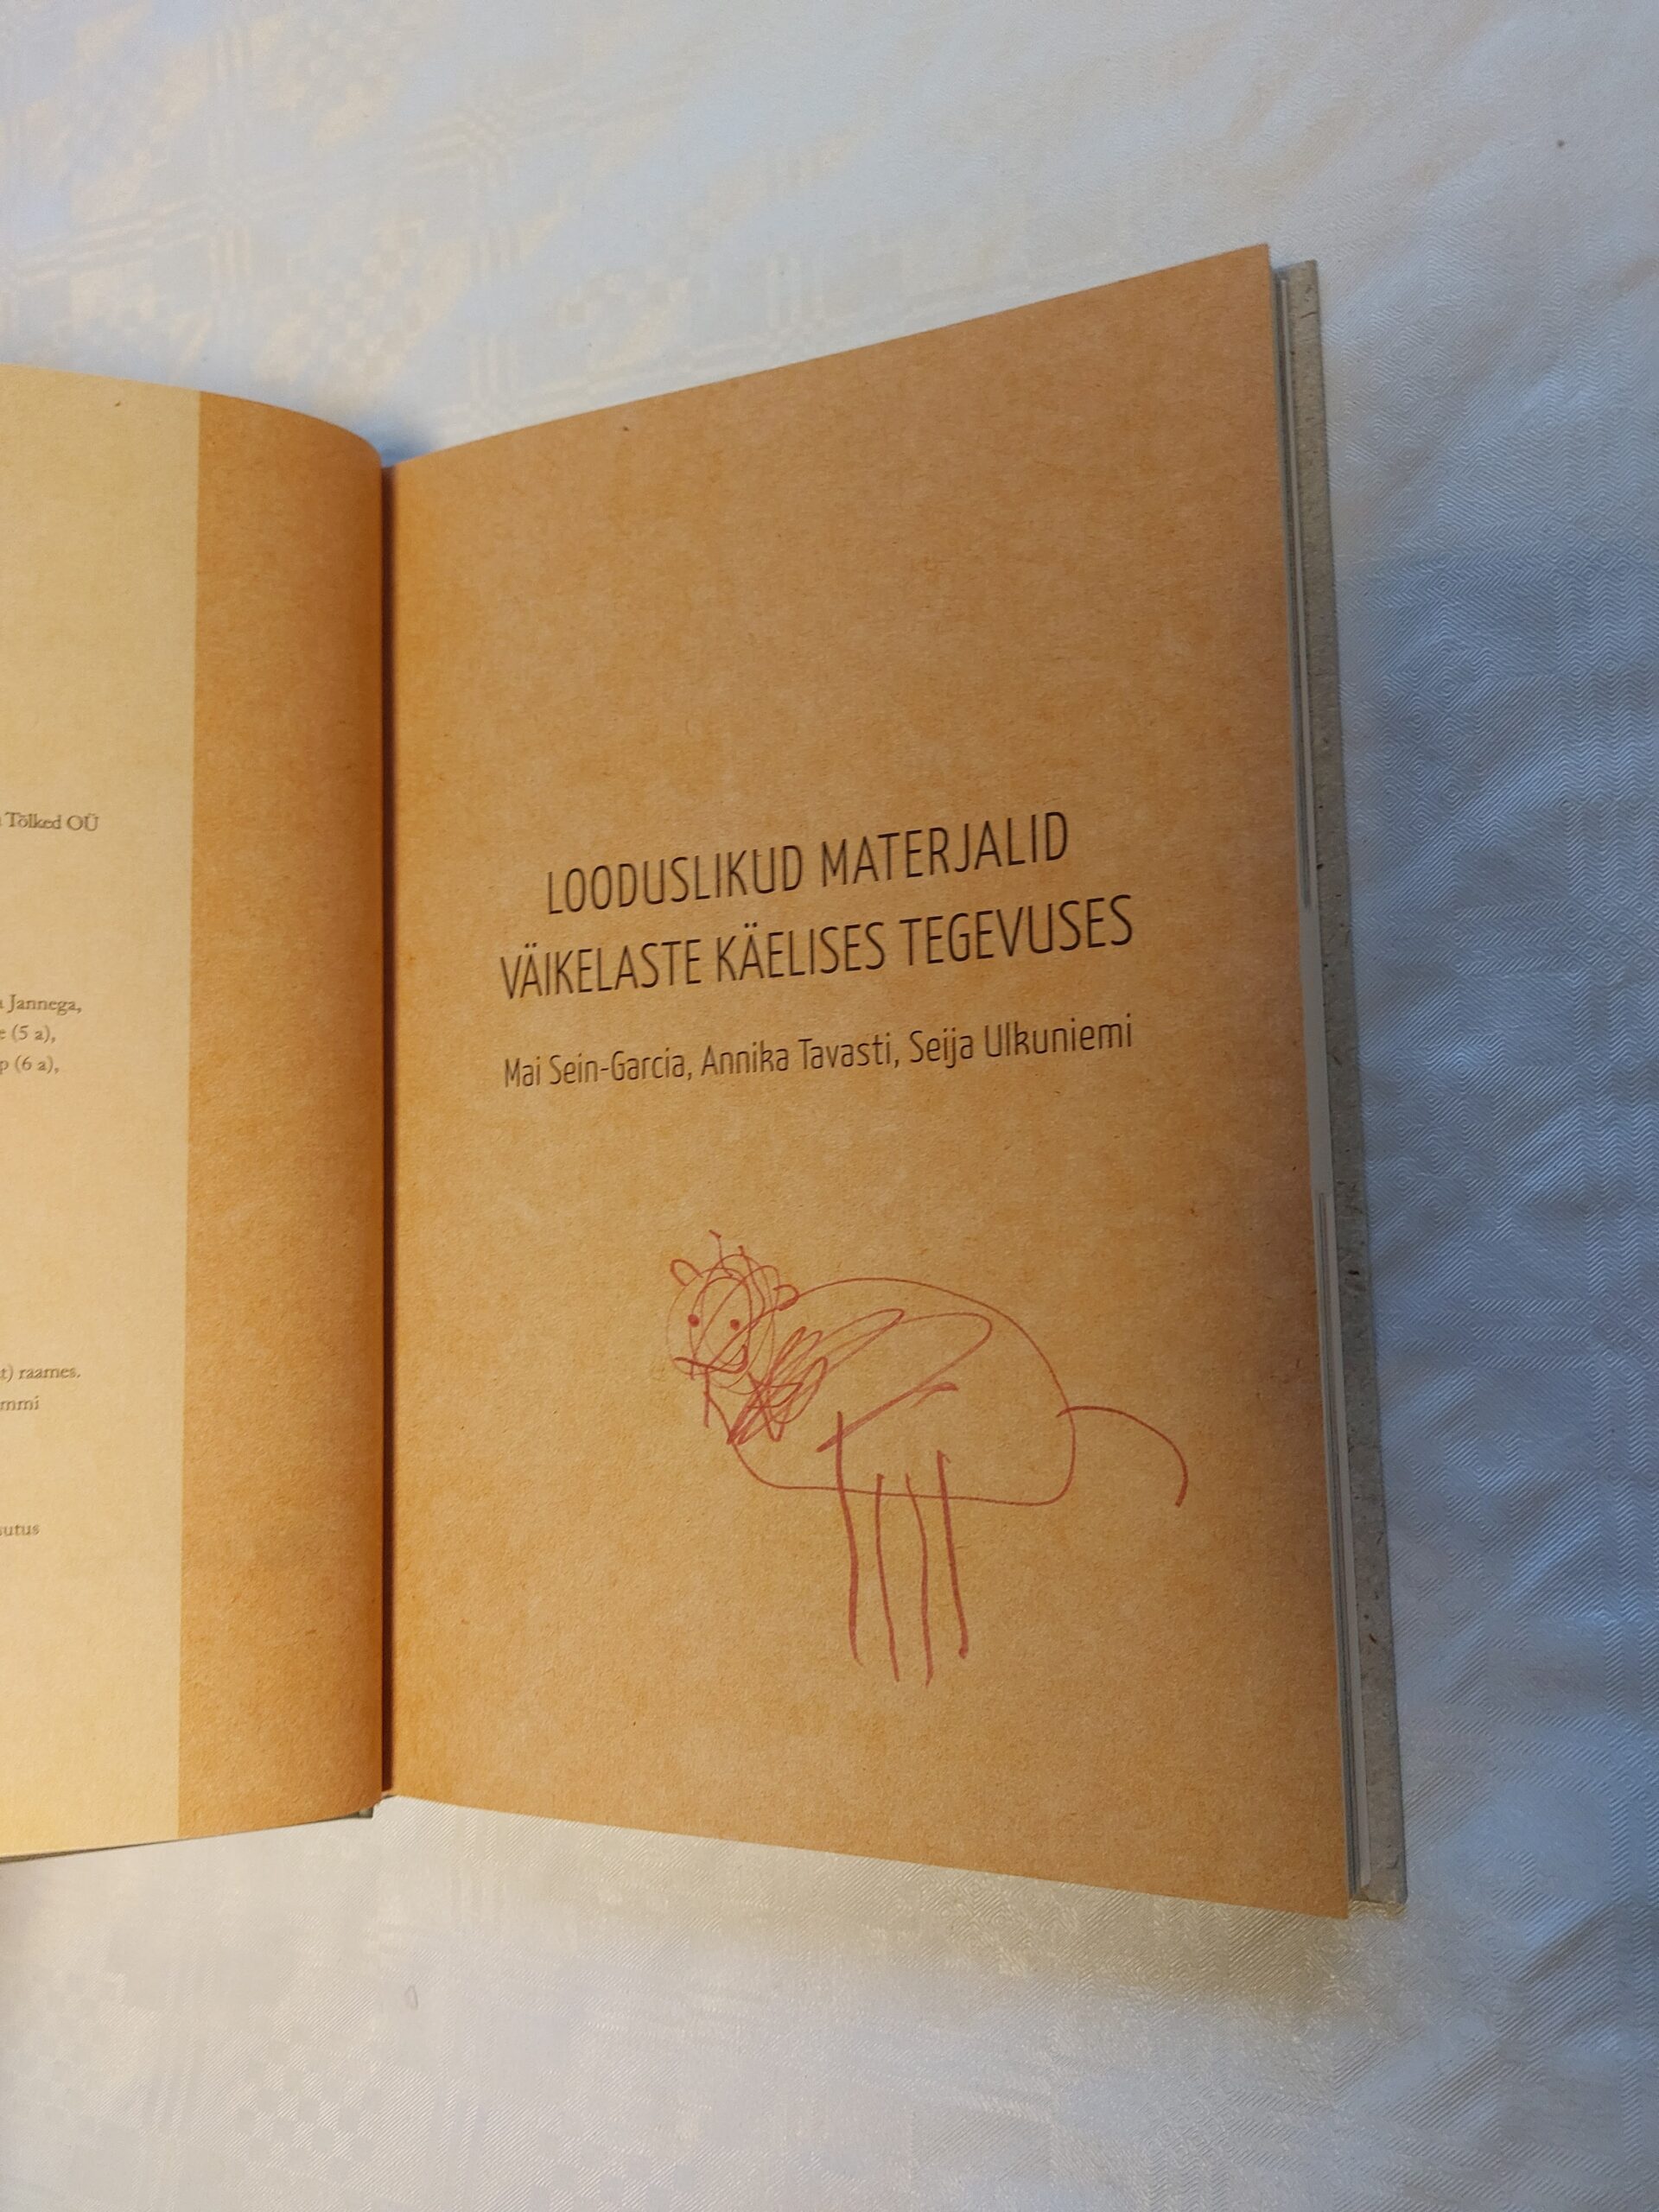 Tõlked OÜ
Jannega,
(5 a),
(6 a),
raames.
LOODUSLIKUD MATERJALID
VÄIKELASTE KÄELISES TEGEVUSES
Mai Sein-Garcia, Annika Tavasti, Seija Ulkuniemi